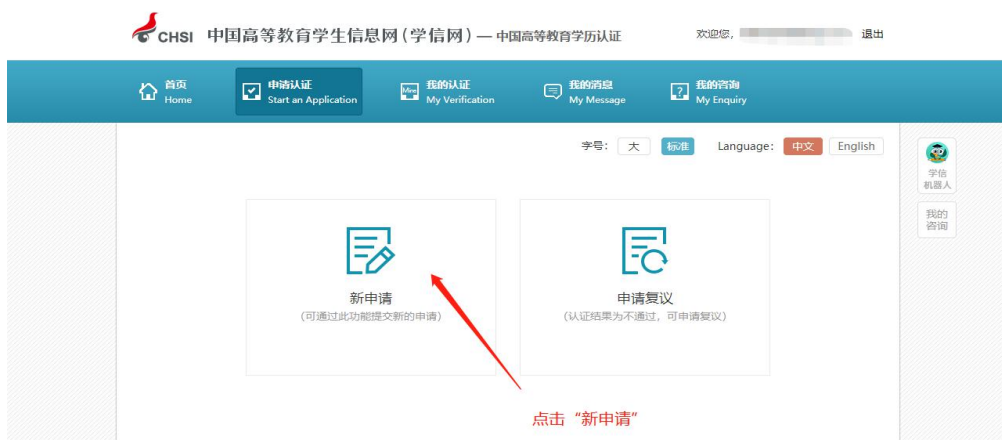 CHSI 中国高等教育学生信息网(学信网) — 中国高等教育学历认证
欢迎您, 退出
首页
Home
申请认证
Start an Application
我的认证
My Verification
我的消息
My Message
我的咨询
My Enquiry
字号: 大 标准 Language: 中文 English
学信
机器人
我的
咨询
新申请
(可通过此功能提交新的申请)
申请复议
(认证结果为不通过, 可申请复议)
点击“新申请”